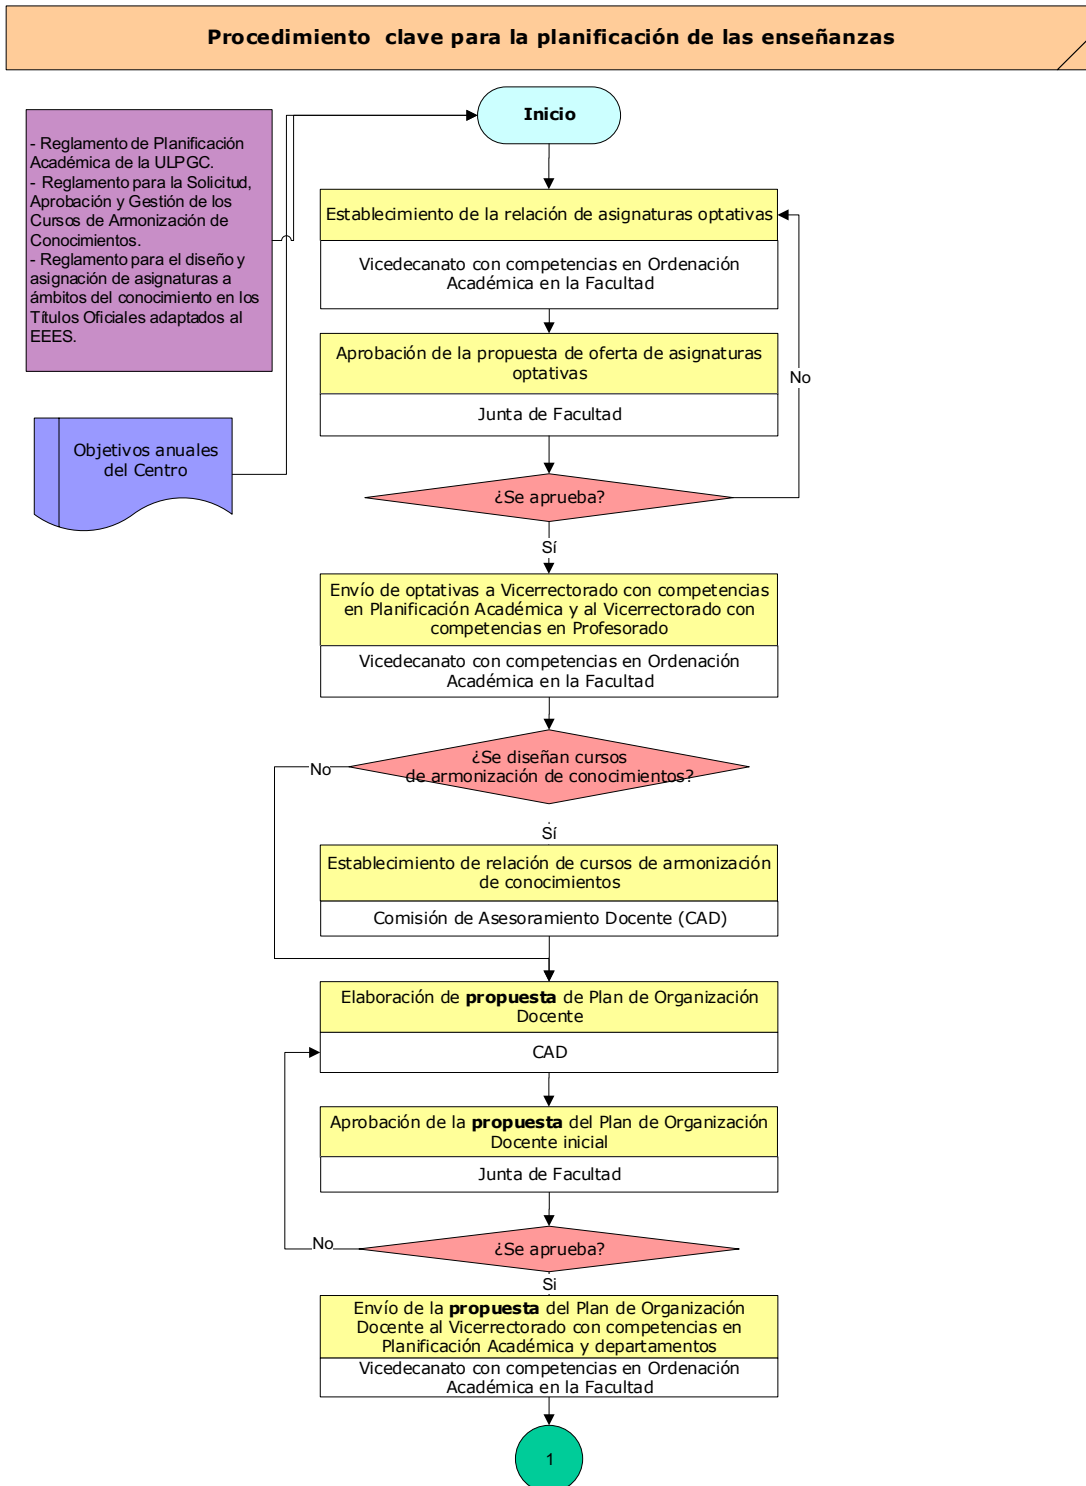 Procedimiento clave para la planificación de las enseñanzas
Inicio
- Reglamento de Planificación
Académica de la ULPGC.
- Reglamento para la Solicitud,
Aprobación y Gestión de los
Cursos de Armonización de
Conocimientos.
- Reglamento para el diseño y
asignación de asignaturas a
ámbitos del conocimiento en los
Títulos Oficiales adaptados al
EEES.
Objetivos anuales
del Centro
Establecimiento de la relación de asignaturas optativas
Vicedecanato con competencias en Ordenación
Académica en la Facultad
Aprobación de la propuesta de oferta de asignaturas
optativas
Junta de Facultad
No
¿Se aprueba?
Sí
Envío de optativas a Vicerrectorado con competencias
en Planificación Académica y al Vicerrectorado con
competencias en Profesorado
Vicedecanato con competencias en Ordenación
Académica en la Facultad
¿Se diseñan cursos
de armonización de conocimientos?
No
Sí
Establecimiento de relación de cursos de armonización
de conocimientos
Comisión de Asesoramiento Docente (CAD)
Elaboración de propuesta de Plan de Organización
Docente
CAD
Aprobación de la propuesta del Plan de Organización
Docente inicial
Junta de Facultad
No
¿Se aprueba?
Si
Envío de la propuesta del Plan de Organización
Docente al Vicerrectorado con competencias en
Planificación Académica y departamentos
Vicedecanato con competencias en Ordenación
Académica en la Facultad
1